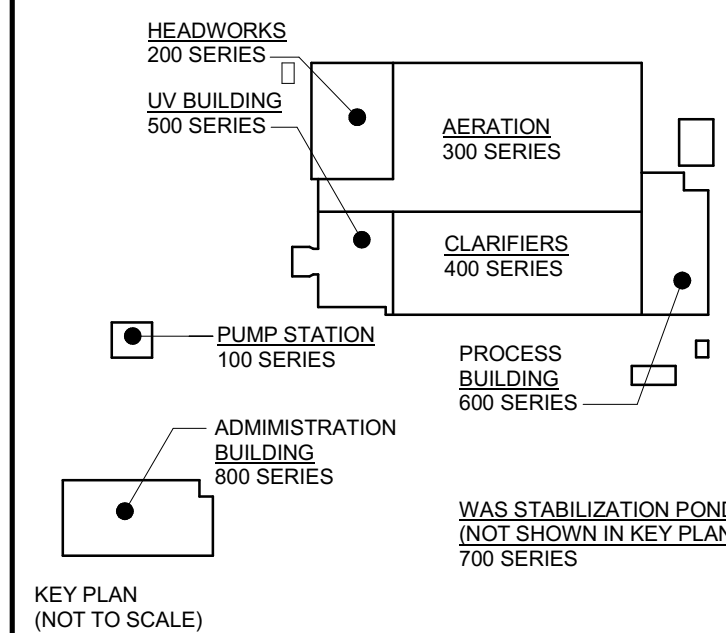 HEADWORKS
200 SERIES
UV BUILDING
500 SERIES
AERATION
300 SERIES
CLARIFIERS
400 SERIES
PUMP STATION
100 SERIES
PROCESS
BUILDING
600 SERIES
ADMIMISTRATION
BUILDING
800 SERIES
WAS STABILIZATION POND
(NOT SHOWN IN KEY PLAN
700 SERIES
KEY PLAN
(NOT TO SCALE)